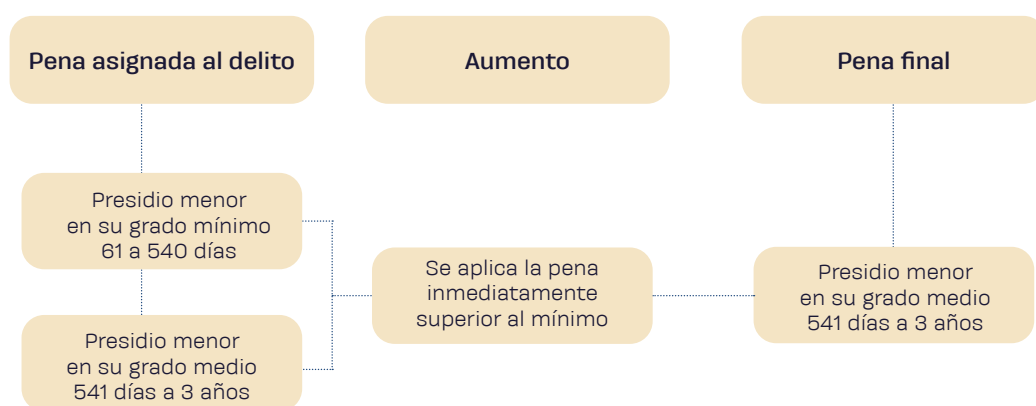 Pena asignada al delito
Aumento
Pena final
Presidio menor
en su grado mínimo
61 a 540 días
Presidio menor
en su grado medio
541 días a 3 años
Se aplica la pena
inmediatamente
superior al mínimo
Presidio menor
en su grado medio
541 días a 3 años